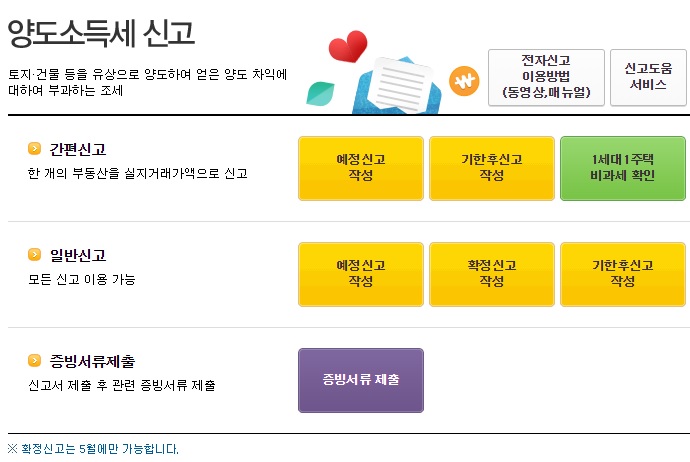 양도소득세 신고
토지·건물 등을 유상으로 양도하여 얻은 양도 차익에
대하여 부과하는 조세
₩
전자신고
이용방법
(동영상,매뉴얼)
신고도움
서비스
간편신고
한 개의 부동산을 실지거래가액으로 신고
예정신고
작성
기한후신고
작성
1세대1주택
비과세 확인
일반신고
모든 신고 이용 가능
예정신고
작성
확정신고
작성
기한후신고
작성
증빙서류제출
신고서 제출 후 관련 증빙서류 제출
증빙서류 제출
※ 확정신고는 5월에만 가능합니다.